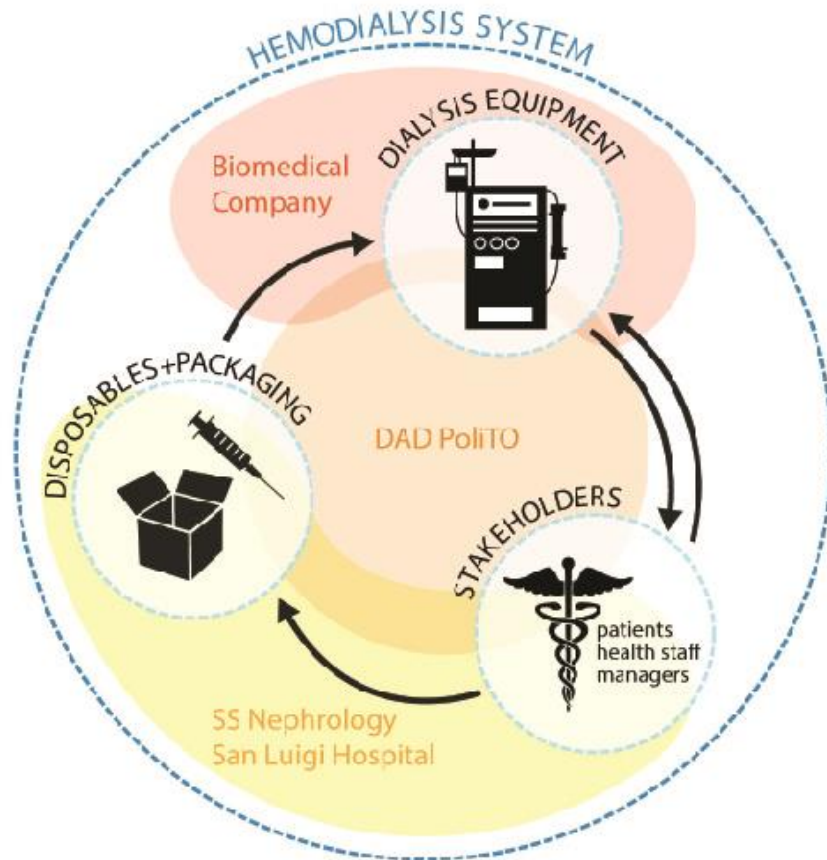 HEMODIALYSIS SYSTEM
DIALYSIS EQUIPMENT
Biomedical
Company
DISPOSABLES+PACKAGING
DAD PoliTO
STAKEHOLDERS
patients
health staff
managers
SS Nephrology
San Luigi Hospital